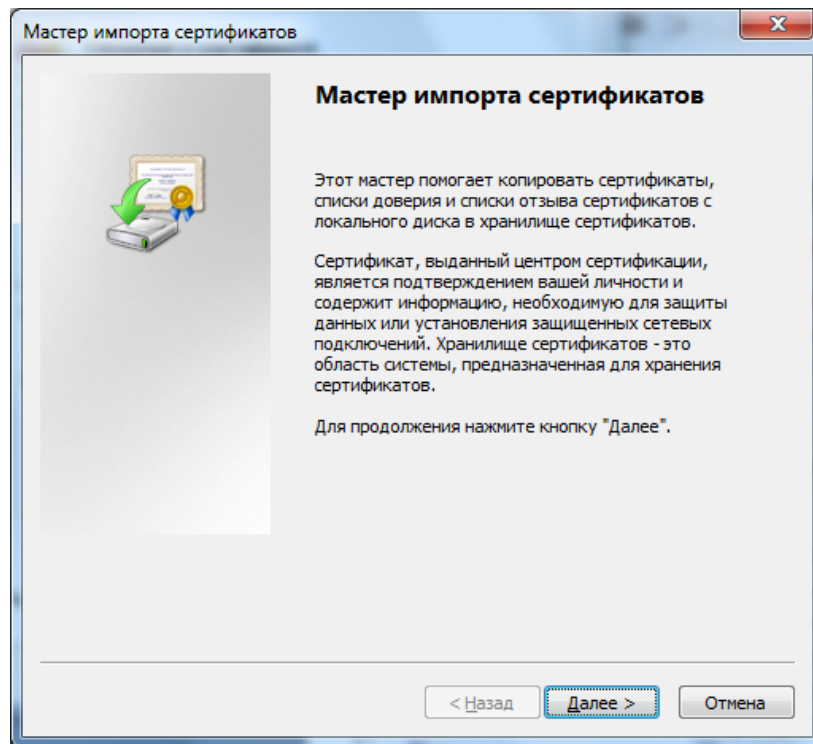 Мастер импорта сертификатов
Мастер импорта сертификатов
Этот мастер помогает копировать сертификаты,
списки доверия и списки отзыва сертификатов с
локального диска в хранилище сертификатов.
Сертификат, выданный центром сертификации,
является подтверждением вашей личности и
содержит информацию, необходимую для защиты
данных или установления защищенных сетевых
подключений. Хранилище сертификатов - это
область системы, предназначенная для хранения
сертификатов.
Для продолжения нажмите кнопку "Далее".
< Назад Далее > Отмена